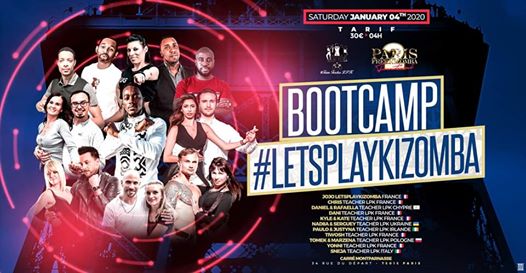 SATURDAY JANUARY 04TH 2020
TARIF
30€ > 04H
PARIS
BOOTCAMP
#LETSPLAYKIZOMBA
JOJO LETSPLAYKIZOMBA FRANCE
CHRIS TEACHER LPK FRANCE
DANIEL & RAFAELLA TEACHER LPK CHYPRE
DANI TEACHER LPK FRANCE
KYLE & KATE TEACHER LPK FRANCE
NADIA & SERGUEY TEACHER LPK UKRAINE
PAULO & JUSTYNA TEACHER LPK IRLANDE
TIWOSH TEACHER LPK FRANCE
TOMEK & MARZENA TEACHER LPK POLOGNE
YONNI TEACHER LPK FRANCE
SNEJA TEACHER LPK ITALY
CARRÉ MONTPARNASSE
34 RUE DU DÉPART - 75015 PARIS